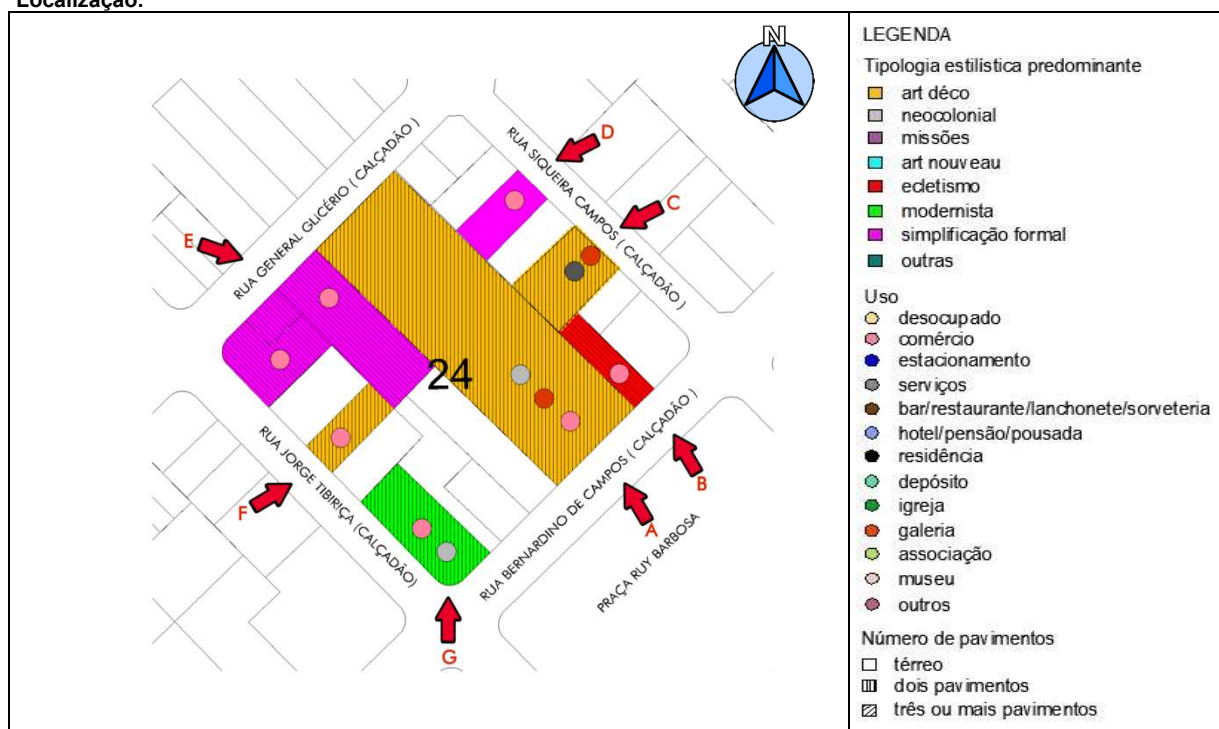 Localização:
N
RUA GENERAL GLICÉRIO ( CALÇADÃO )
RUA SIQUEIRA CAMPOS ( CALÇADÃO )
D
C
E
24
RUA JORGE TIBIRIÇA (CALÇADÃO)
RUA BERNARDINO DE CAMPOS ( CALÇADÃO )
B
A
F
PRAÇA RUY BARBOSA
G
LEGENDA
Tipologia estilística predominante
art déco
neocolonial
missões
art nouveau
ecletismo
modernista
simplificação formal
outras
Uso
desocupado
comércio
estacionamento
serviços
bar/restaurante/lanchonete/sorveteria
hotel/pensão/pousada
residência
depósito
igreja
galeria
associação
museu
outros
Número de pavimentos
térreo
dois pavimentos
três ou mais pavimentos